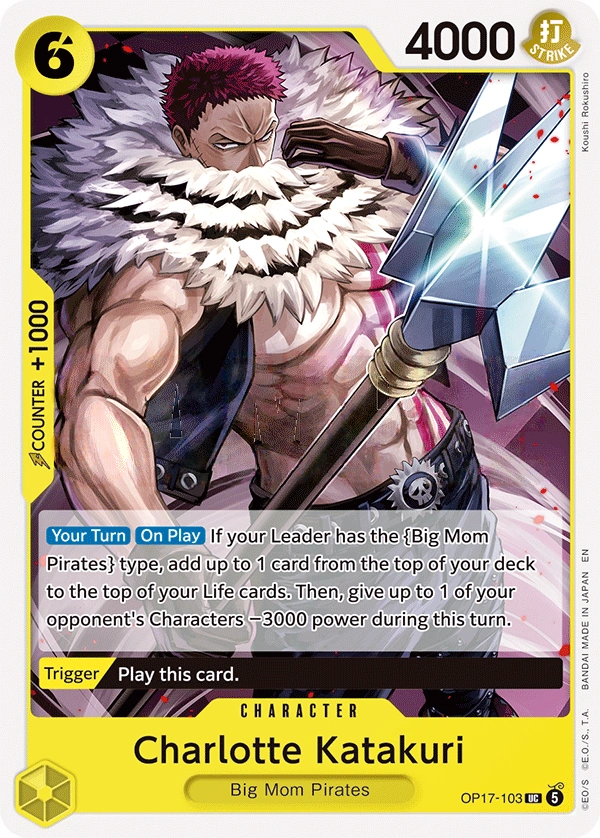 6
4000
打
STRIKE
Koushi Rokushiro
COUNTER +1000
Your Turn On Play If your Leader has the {Big Mom
Pirates} type, add up to 1 card from the top of your deck
to the top of your Life cards. Then, give up to 1 of your
opponent's Characters −3000 power during this turn.
Trigger Play this card.
CHARACTER
Charlotte Katakuri
Big Mom Pirates
OP17-103 UC 5
©EO/S ©E.O./S., T.A. BANDAI MADE IN JAPAN EN